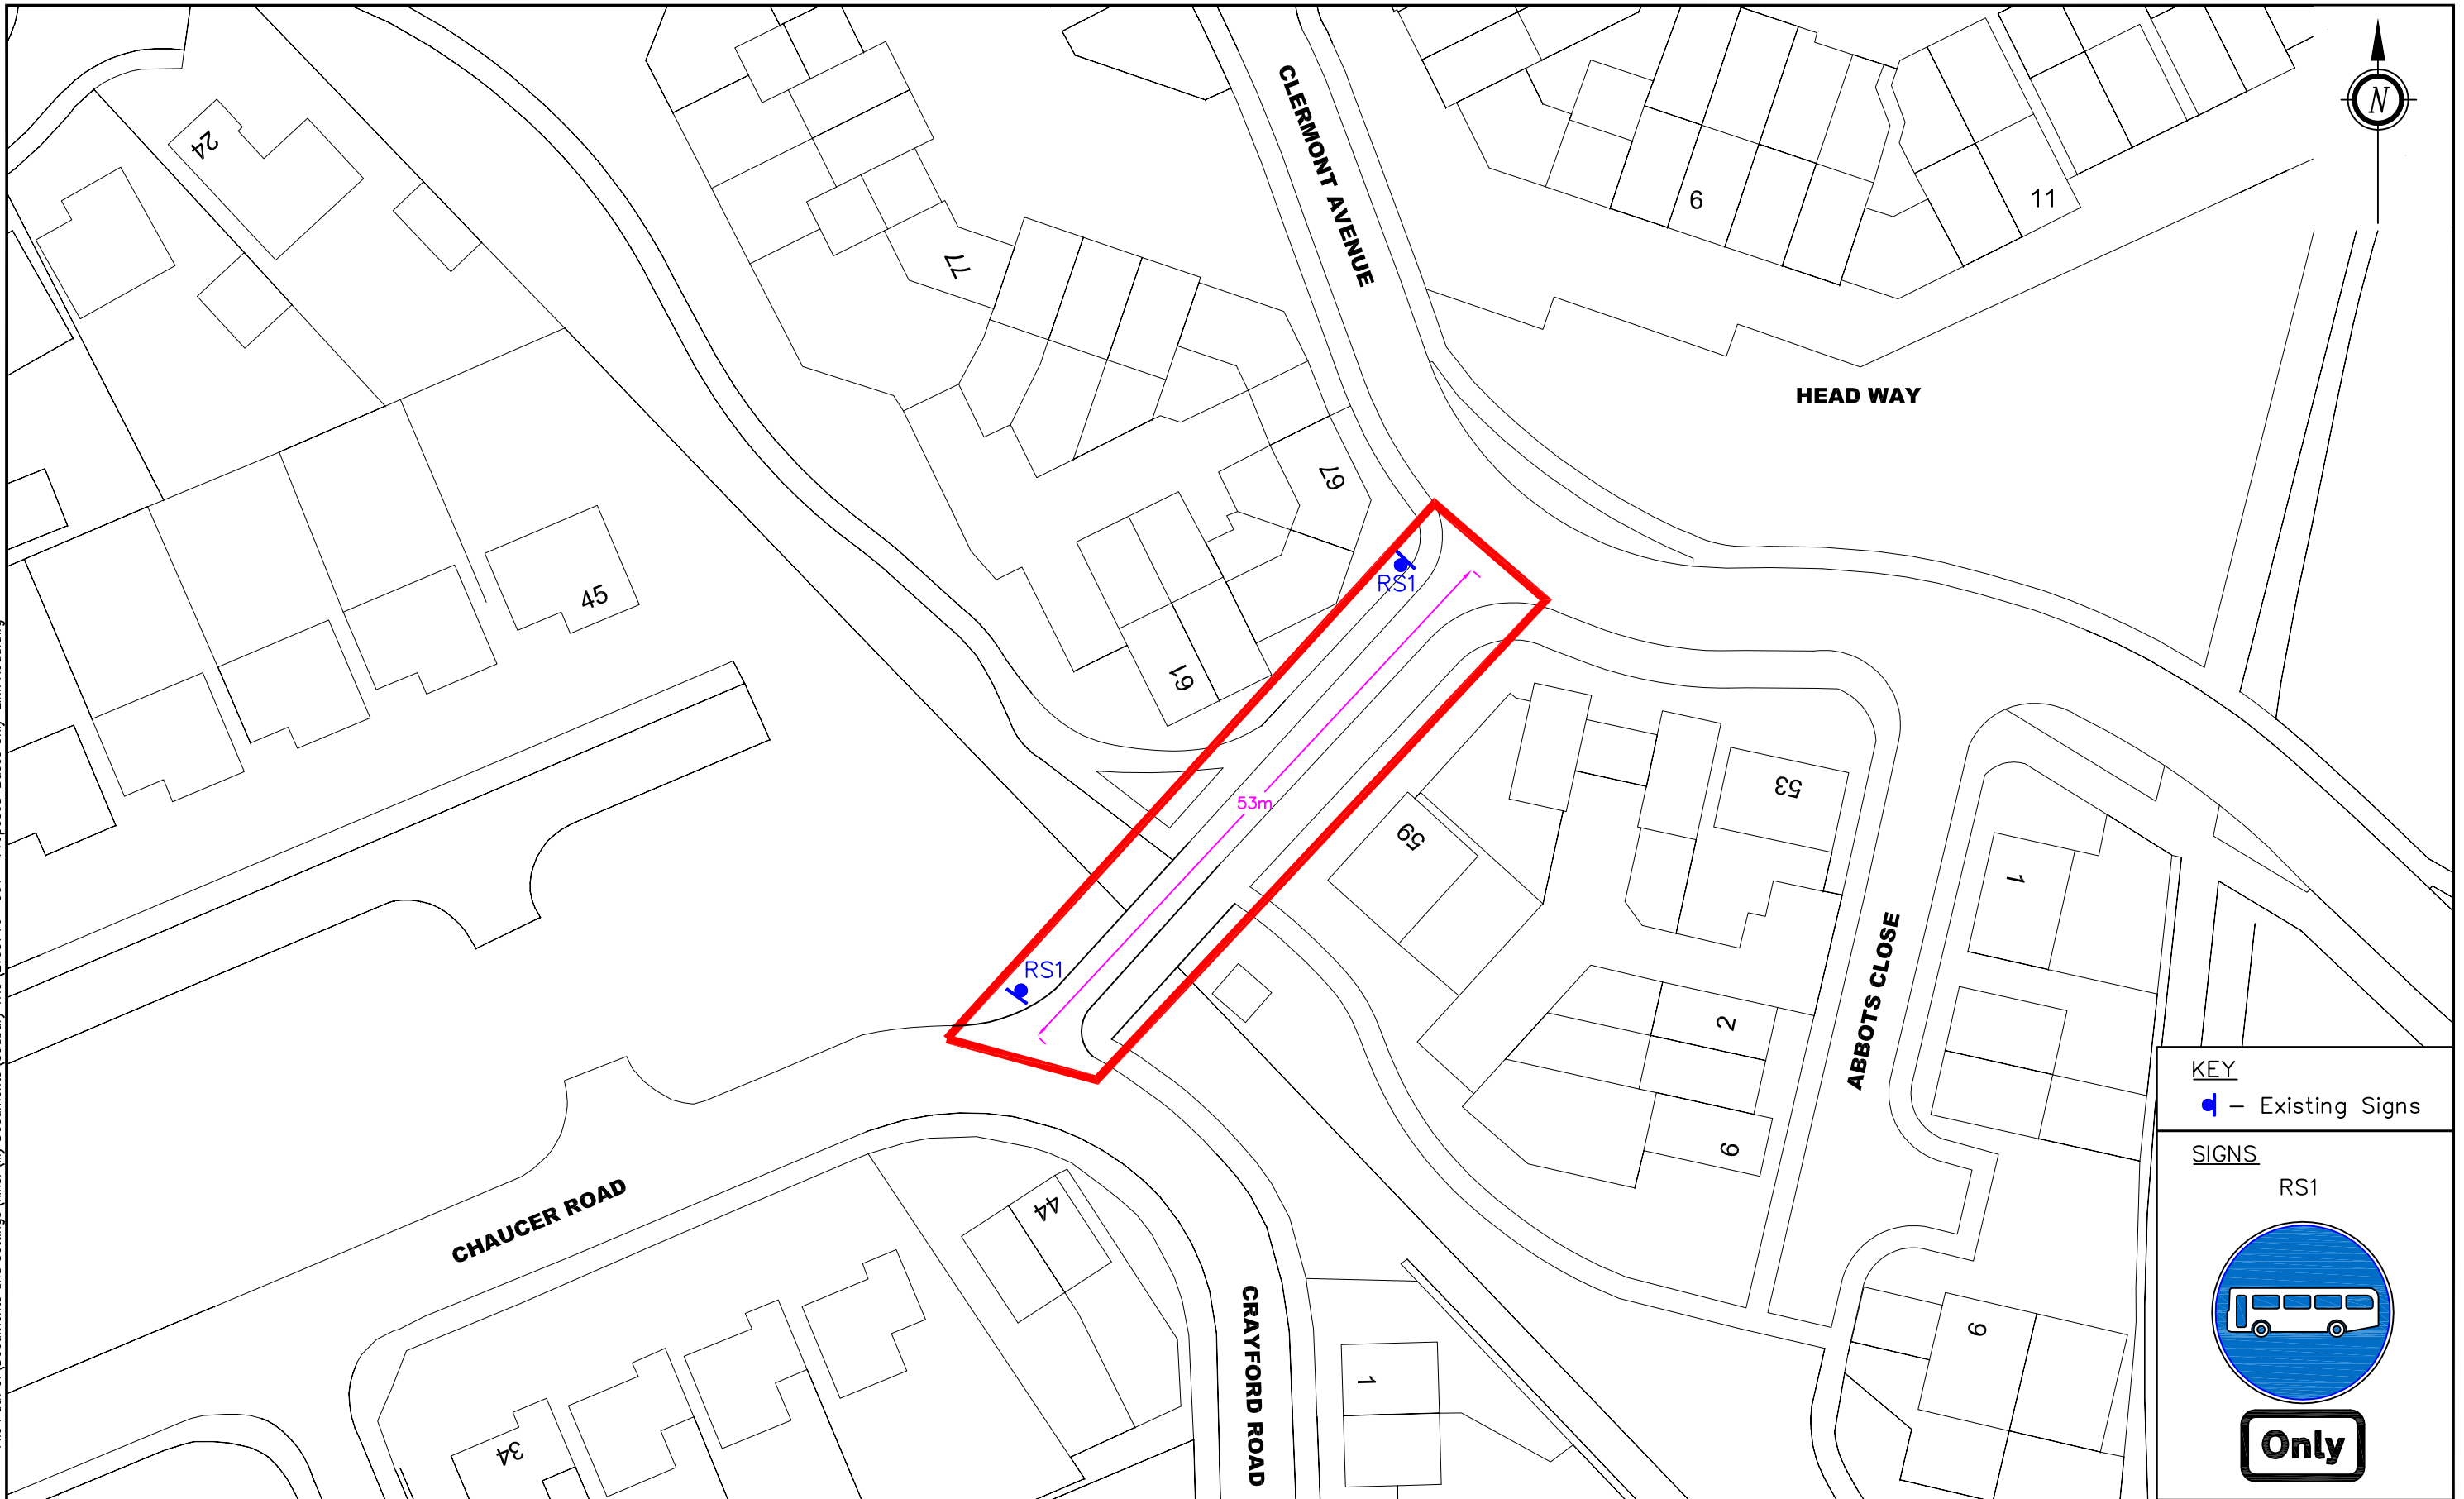 24
CLERMONT AVENUE
N
6
11
77
HEAD WAY
67
RS1
45
61
53m
53
59
1
RS1
2
ABBOTS CLOSE
6
CHAUCER ROAD
44
34
CRAYFORD ROAD
1
9
KEY
– Existing Signs
SIGNS
RS1
Only